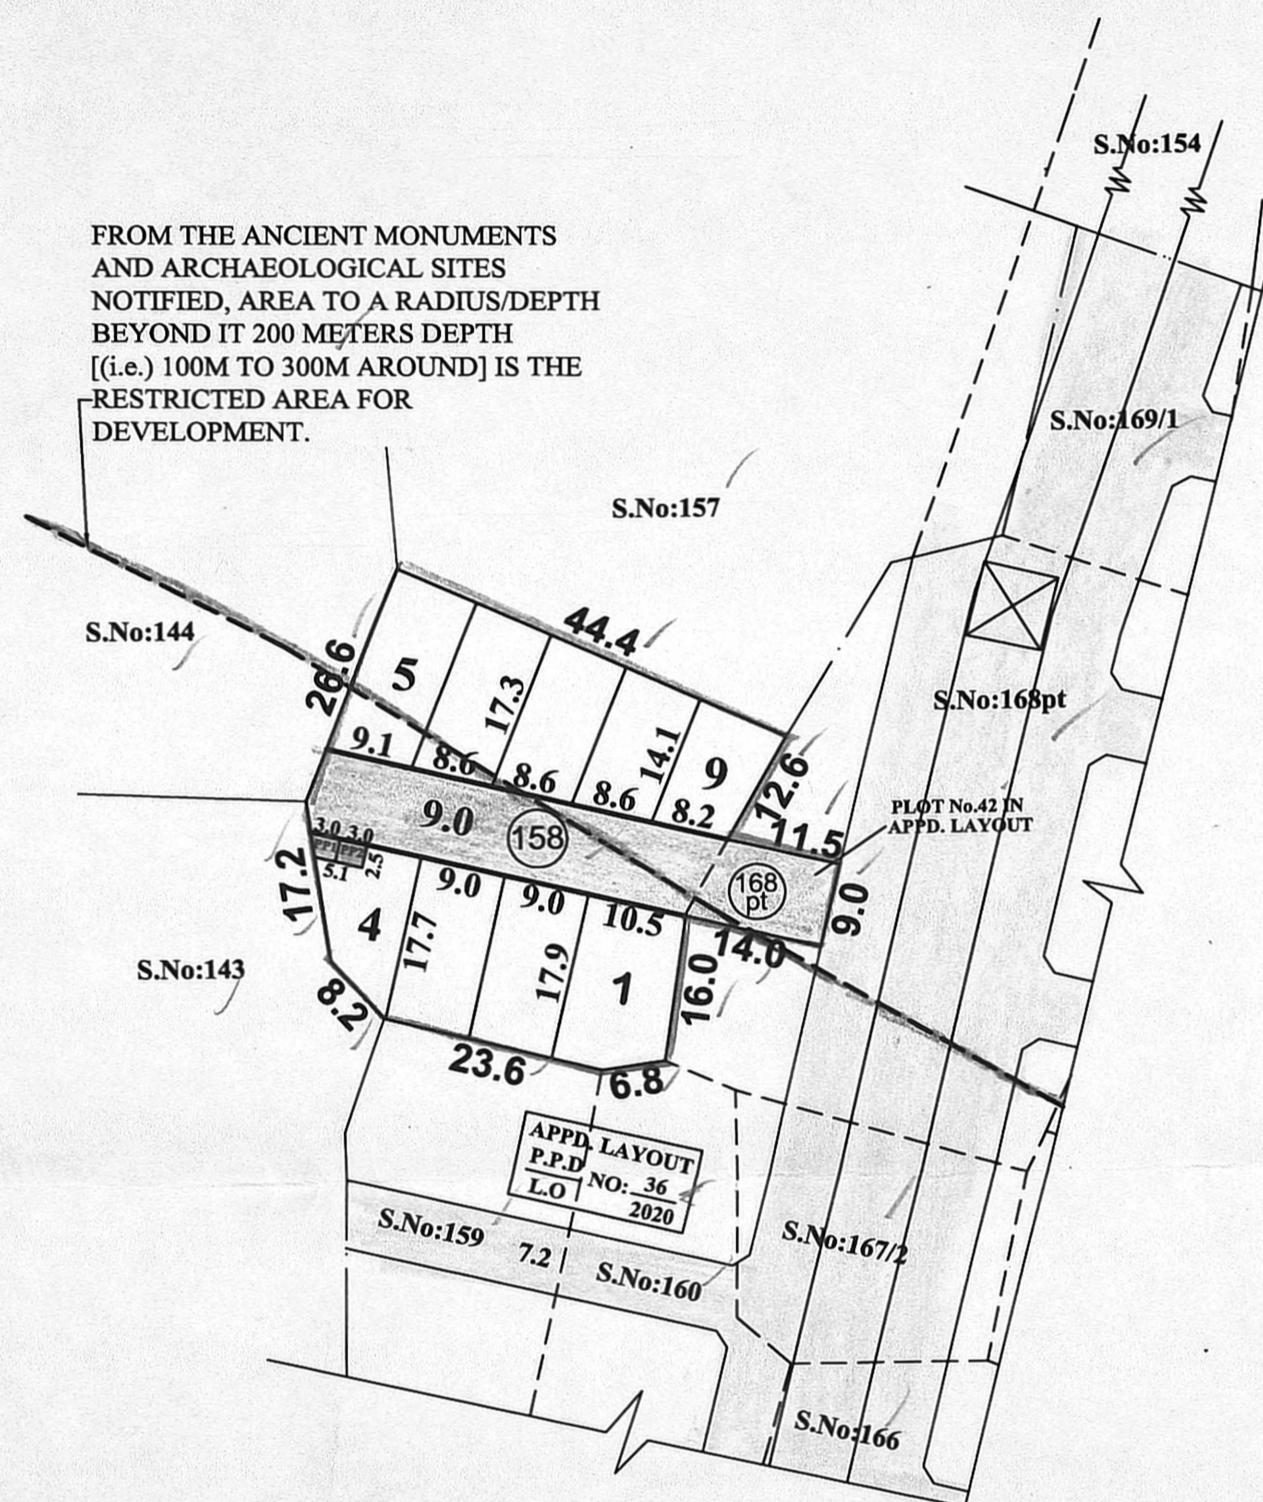 S.No:154
FROM THE ANCIENT MONUMENTS
AND ARCHAEOLOGICAL SITES
NOTIFIED, AREA TO A RADIUS/DEPTH
BEYOND IT 200 METERS DEPTH
[(i.e.) 100M TO 300M AROUND] IS THE
RESTRICTED AREA FOR
DEVELOPMENT.
S.No:169/1
S.No:157
S.No:144
44.4
26.6
5
17.3
S.No:168pt
9.1
8.6
8.6
8.6
14.1
9
8.2
12.6
11.5
PLOT No.42 IN
APPD. LAYOUT
9.0
158
168
pt
9.0
3.0
3.0
PP1
PP2
5.1
2.5
17.2
9.0
9.0
10.5
14.0
4
17.7
17.9
1
16.0
S.No:143
8.2
23.6
6.8
APPD. LAYOUT
P.P.D
L.O
NO:
36
2020
S.No:159
7.2
S.No:160
S.No:167/2
S.No:166